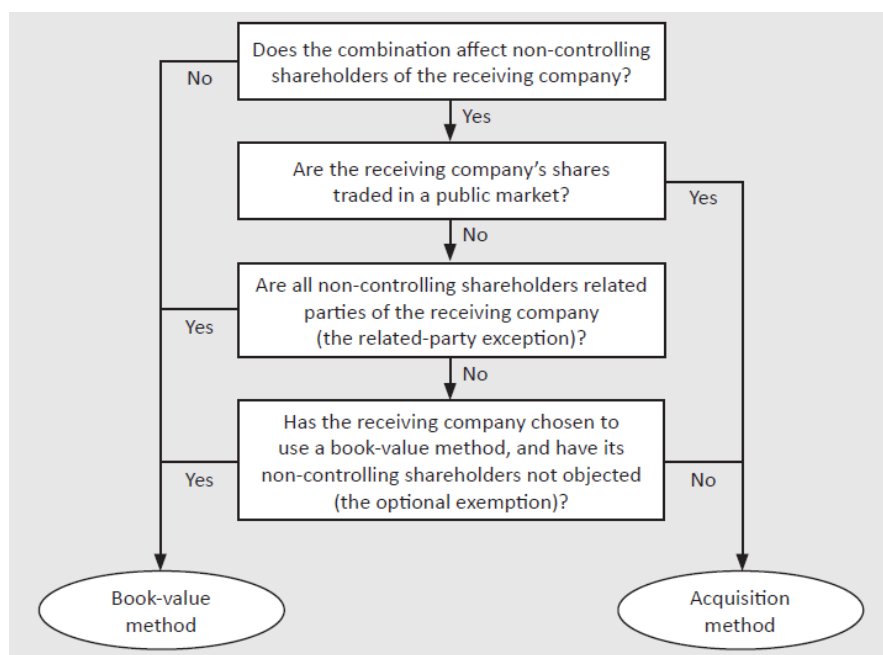 Does the combination affect non-controlling
shareholders of the receiving company?
No
Yes
Are the receiving company’s shares
traded in a public market?
Yes
No
Are all non-controlling shareholders related
parties of the receiving company
(the related-party exception)?
Yes
No
Has the receiving company chosen to
use a book-value method, and have its
non-controlling shareholders not objected
(the optional exemption)?
Yes
No
Book-value
method
Acquisition
method